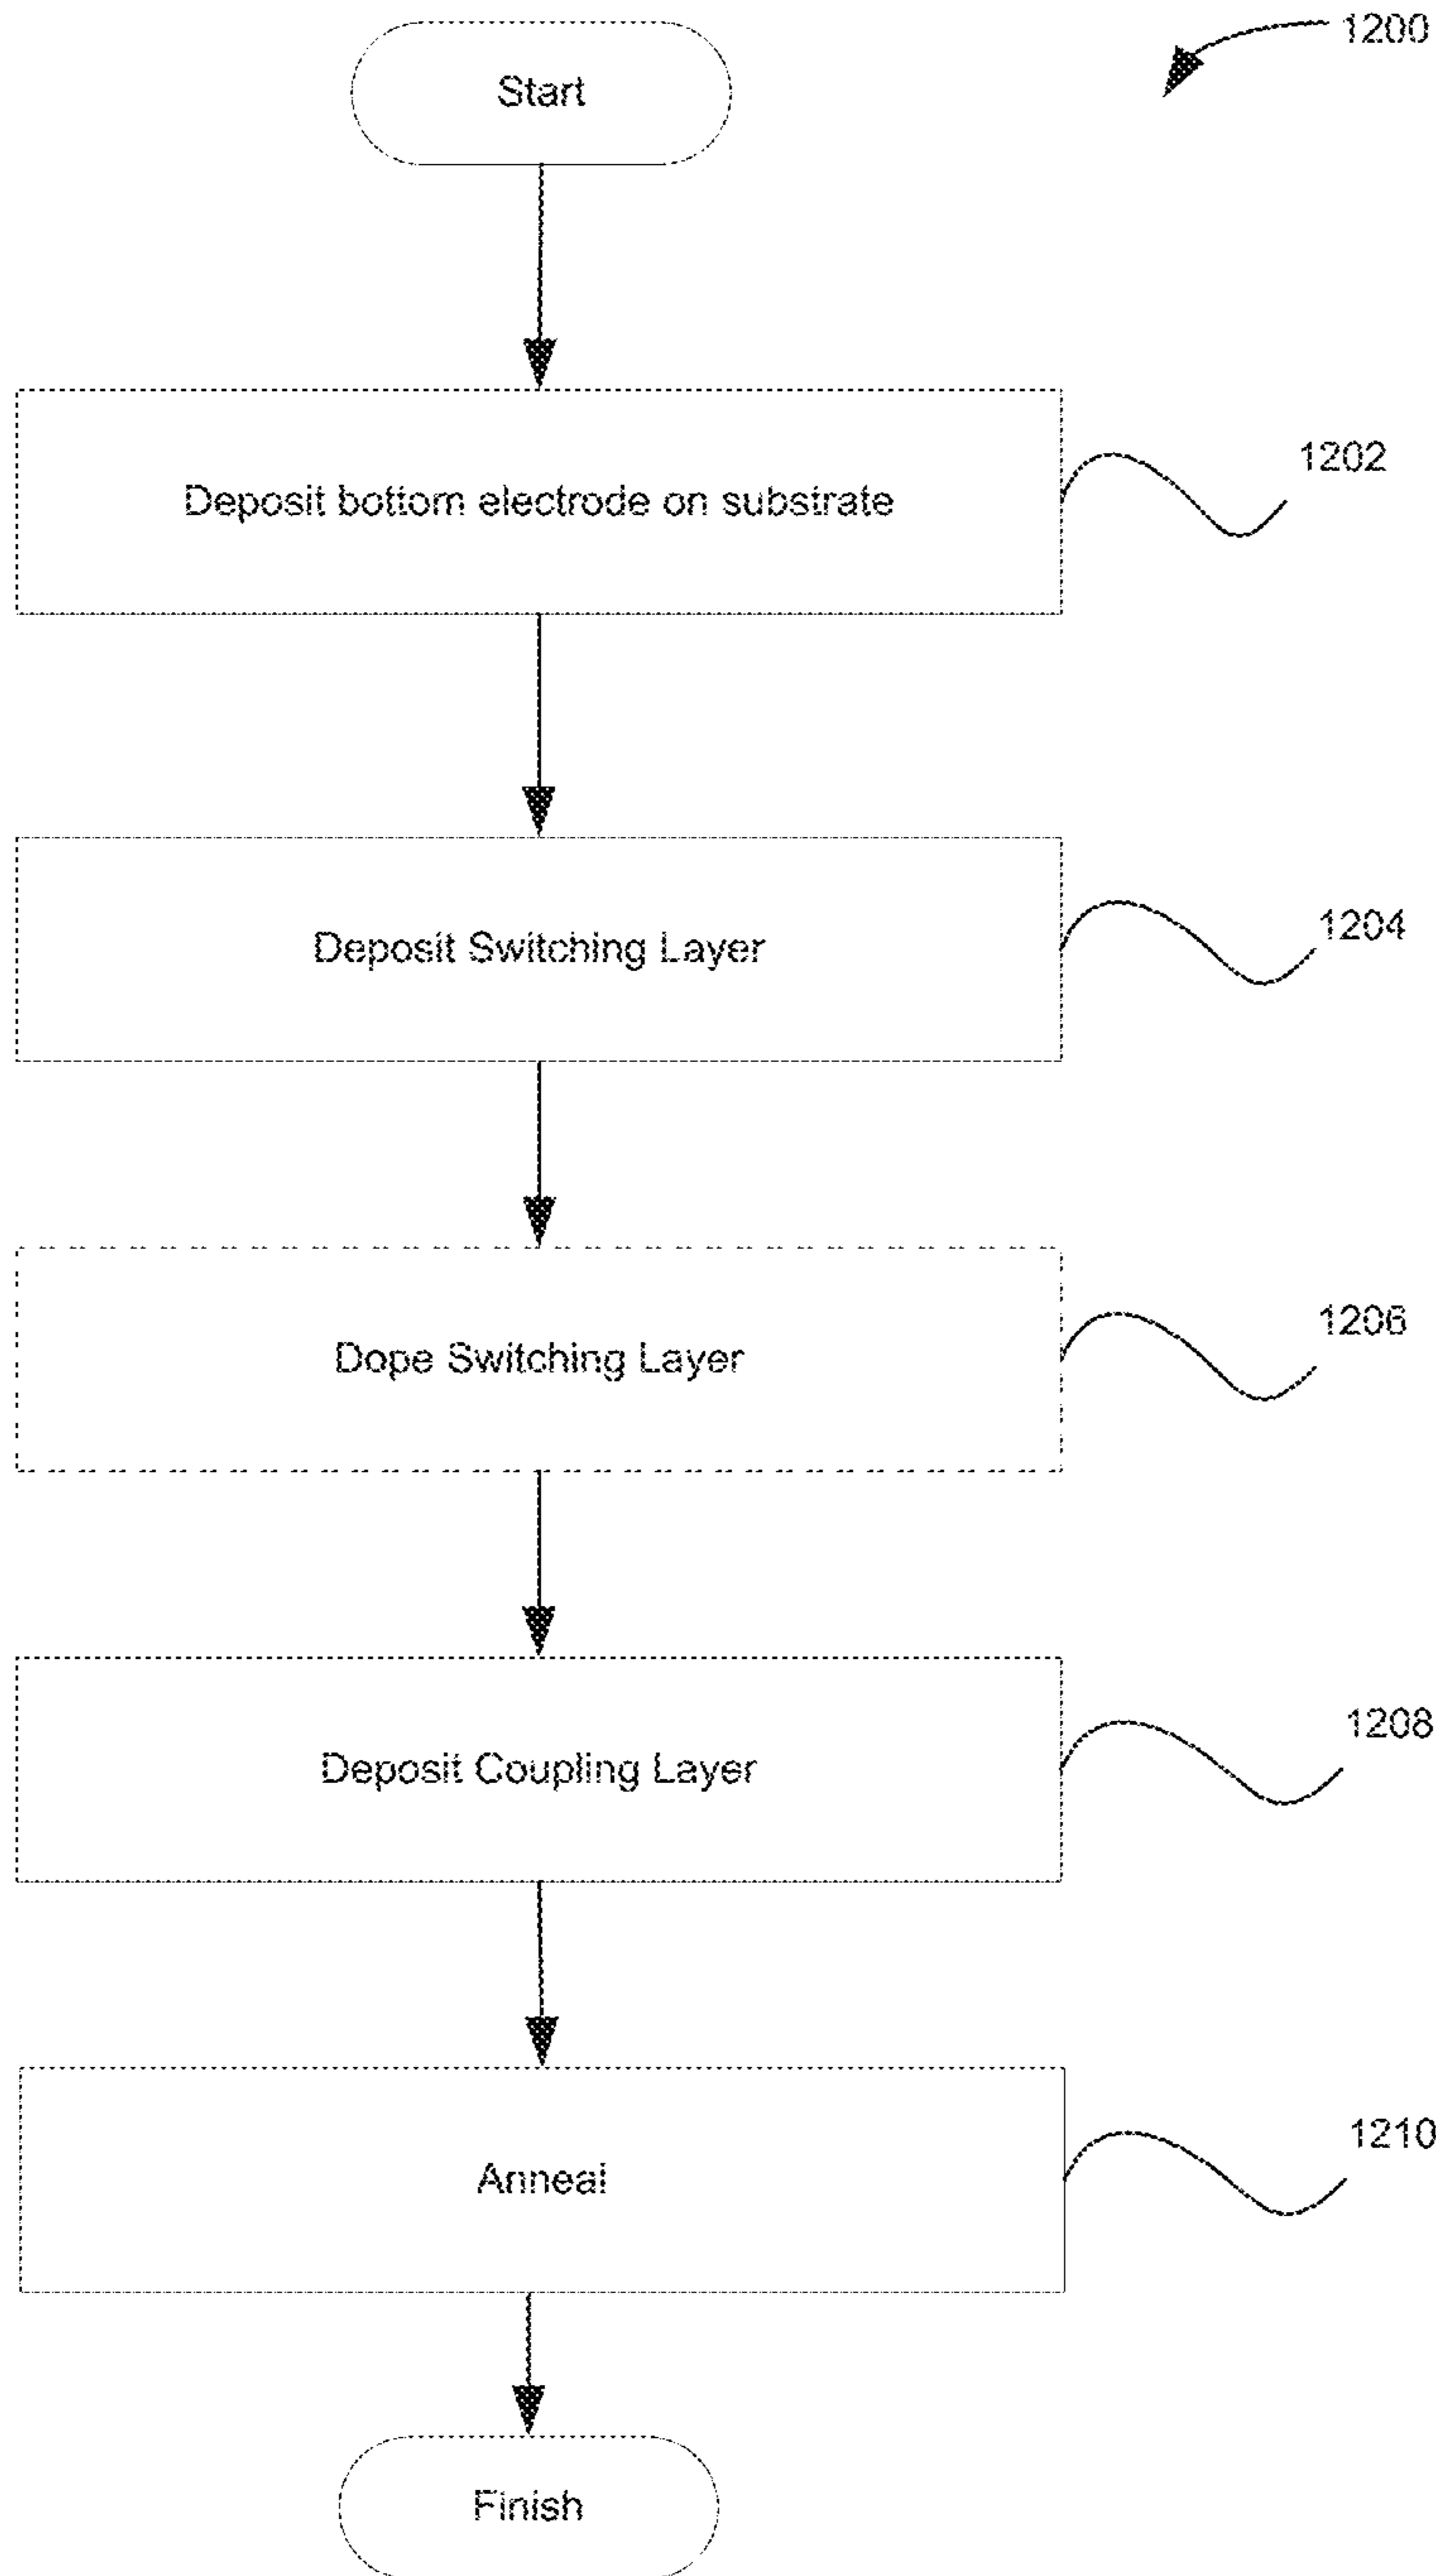 1200
Start
Deposit bottom electrode on substrate
1202
Deposit Switching Layer
1204
Dope Switching Layer
1206
Deposit Coupling Layer
1208
Anneal
1210
Finish